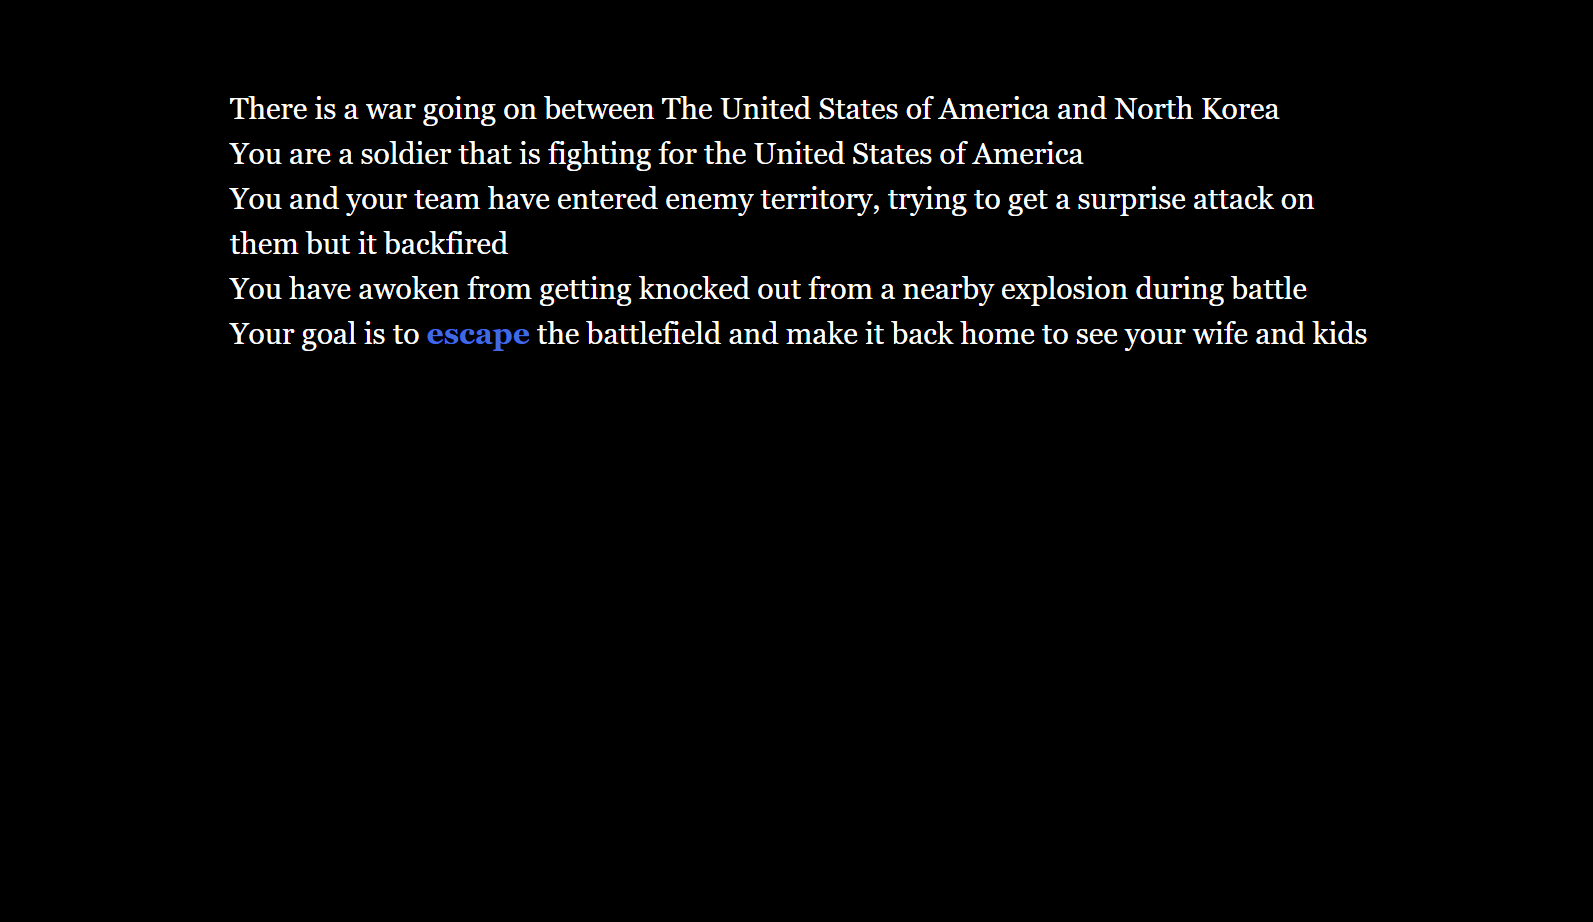 There is a war going on between The United States of America and North Korea
You are a soldier that is fighting for the United States of America
You and your team have entered enemy territory, trying to get a surprise attack on
them but it backfired
You have awoken from getting knocked out from a nearby explosion during battle
Your goal is to escape the battlefield and make it back home to see your wife and kids